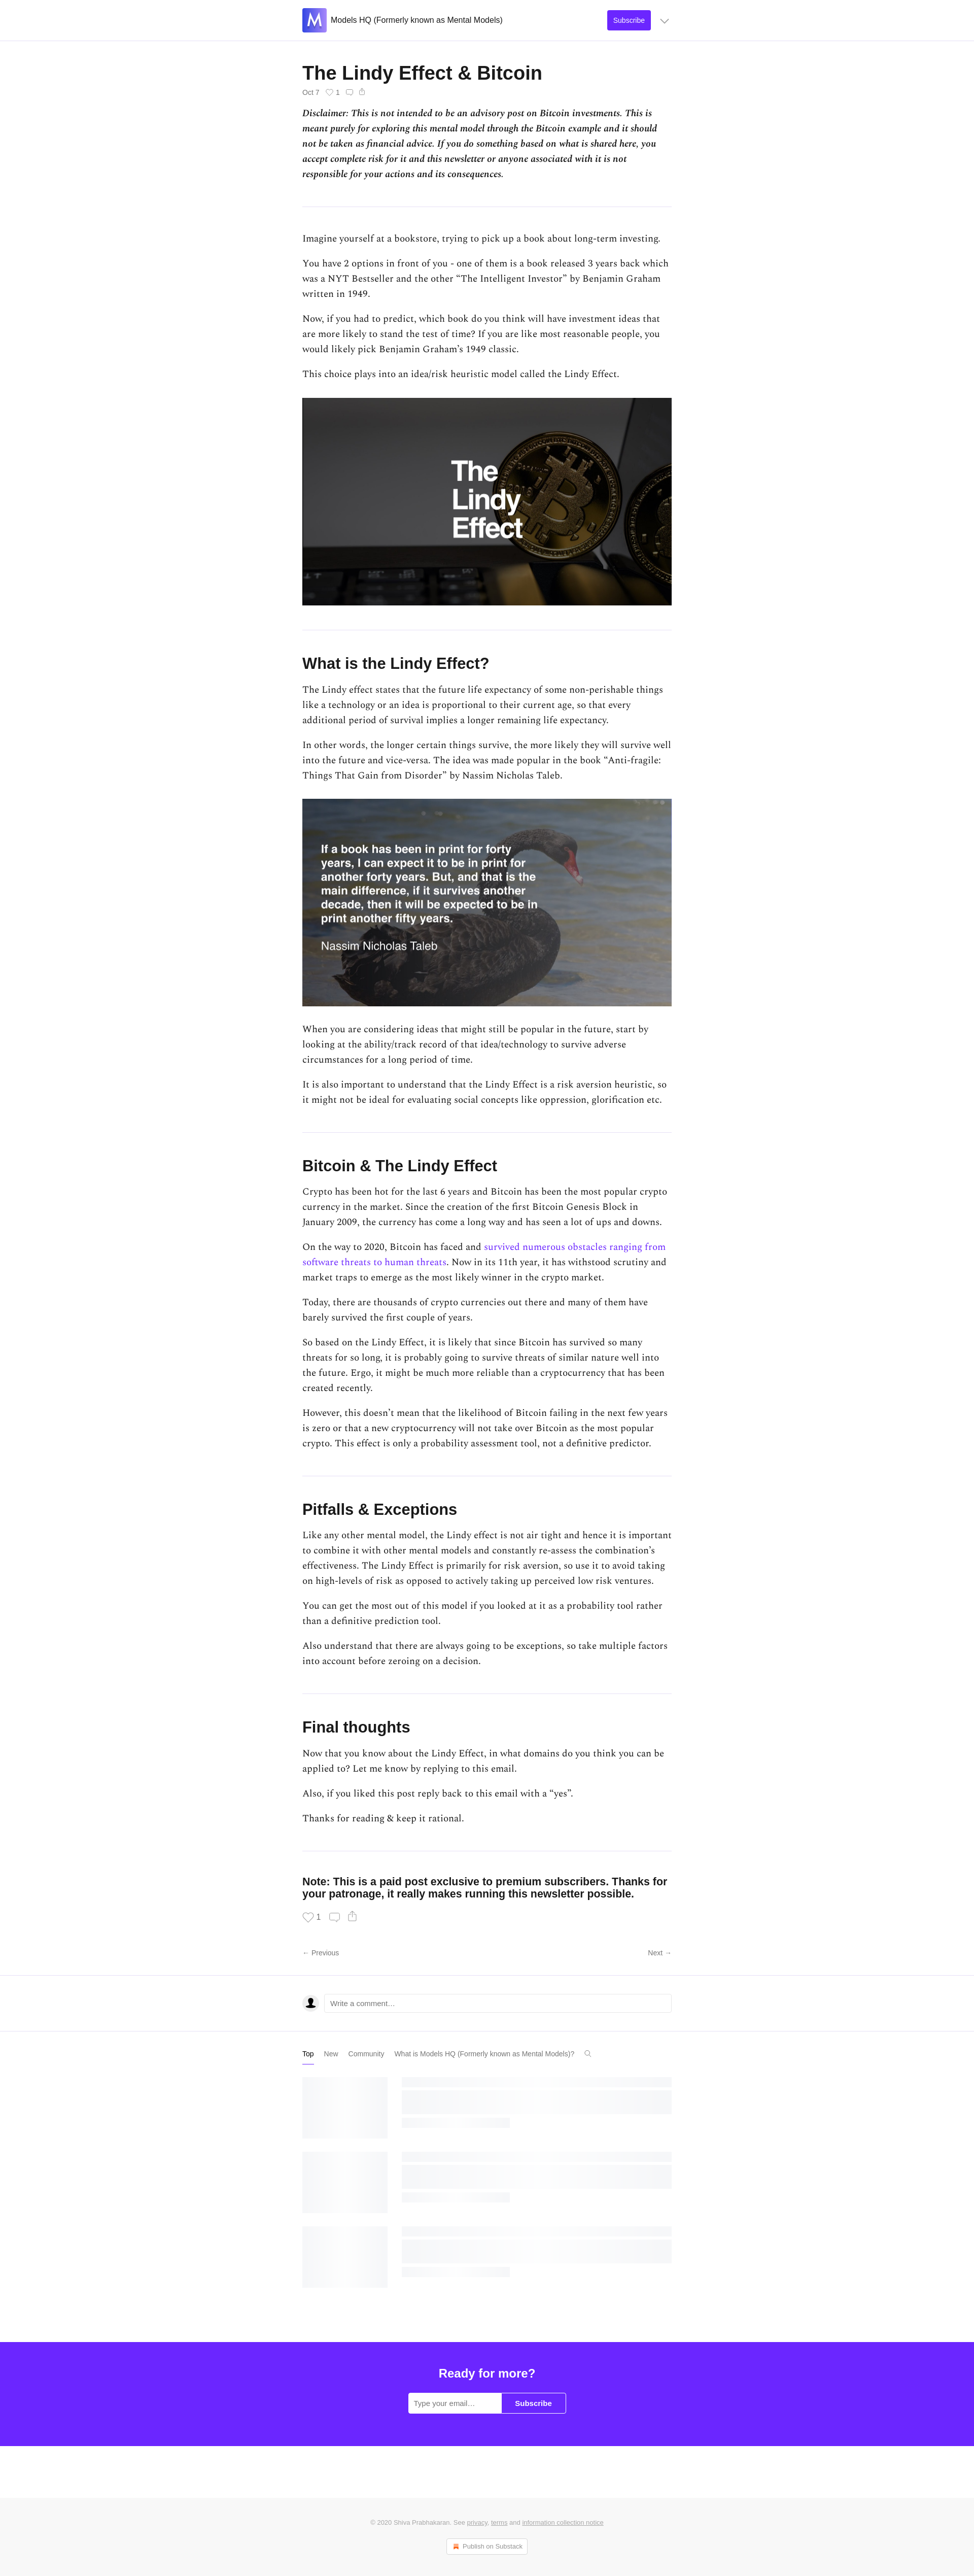 M
Models HQ (Formerly known as Mental Models)
Subscribe
The Lindy Effect & Bitcoin
Oct 7 1
Disclaimer: This is not intended to be an advisory post on Bitcoin investments. This is
meant purely for exploring this mental model through the Bitcoin example and it should
not be taken as financial advice. If you do something based on what is shared here, you
accept complete risk for it and this newsletter or anyone associated with it is not
responsible for your actions and its consequences.
Imagine yourself at a bookstore, trying to pick up a book about long-term investing.
You have 2 options in front of you - one of them is a book released 3 years back which
was a NYT Bestseller and the other “The Intelligent Investor” by Benjamin Graham
written in 1949.
Now, if you had to predict, which book do you think will have investment ideas that
are more likely to stand the test of time? If you are like most reasonable people, you
would likely pick Benjamin Graham’s 1949 classic.
This choice plays into an idea/risk heuristic model called the Lindy Effect.
The
Lindy
Effect
What is the Lindy Effect?
The Lindy effect states that the future life expectancy of some non-perishable things
like a technology or an idea is proportional to their current age, so that every
additional period of survival implies a longer remaining life expectancy.
In other words, the longer certain things survive, the more likely they will survive well
into the future and vice-versa. The idea was made popular in the book “Anti-fragile:
Things That Gain from Disorder” by Nassim Nicholas Taleb.
If a book has been in print for forty
years, I can expect it to be in print for
another forty years. But, and that is the
main difference, if it survives another
decade, then it will be expected to be in
print another fifty years.
Nassim Nicholas Taleb
When you are considering ideas that might still be popular in the future, start by
looking at the ability/track record of that idea/technology to survive adverse
circumstances for a long period of time.
It is also important to understand that the Lindy Effect is a risk aversion heuristic, so
it might not be ideal for evaluating social concepts like oppression, glorification etc.
Bitcoin & The Lindy Effect
Crypto has been hot for the last 6 years and Bitcoin has been the most popular crypto
currency in the market. Since the creation of the first Bitcoin Genesis Block in
January 2009, the currency has come a long way and has seen a lot of ups and downs.
On the way to 2020, Bitcoin has faced and survived numerous obstacles ranging from
software threats to human threats. Now in its 11th year, it has withstood scrutiny and
market traps to emerge as the most likely winner in the crypto market.
Today, there are thousands of crypto currencies out there and many of them have
barely survived the first couple of years.
So based on the Lindy Effect, it is likely that since Bitcoin has survived so many
threats for so long, it is probably going to survive threats of similar nature well into
the future. Ergo, it might be much more reliable than a cryptocurrency that has been
created recently.
However, this doesn’t mean that the likelihood of Bitcoin failing in the next few years
is zero or that a new cryptocurrency will not take over Bitcoin as the most popular
crypto. This effect is only a probability assessment tool, not a definitive predictor.
Pitfalls & Exceptions
Like any other mental model, the Lindy effect is not air tight and hence it is important
to combine it with other mental models and constantly re-assess the combination’s
effectiveness. The Lindy Effect is primarily for risk aversion, so use it to avoid taking
on high-levels of risk as opposed to actively taking up perceived low risk ventures.
You can get the most out of this model if you looked at it as a probability tool rather
than a definitive prediction tool.
Also understand that there are always going to be exceptions, so take multiple factors
into account before zeroing on a decision.
Final thoughts
Now that you know about the Lindy Effect, in what domains do you think you can be
applied to? Let me know by replying to this email.
Also, if you liked this post reply back to this email with a “yes”.
Thanks for reading & keep it rational.
Note: This is a paid post exclusive to premium subscribers. Thanks for
your patronage, it really makes running this newsletter possible.
1
← Previous
Next →
Write a comment…
Top New Community What is Models HQ (Formerly known as Mental Models)?
Ready for more?
Type your email…
Subscribe
© 2020 Shiva Prabhakaran. See privacy, terms and information collection notice
Publish on Substack